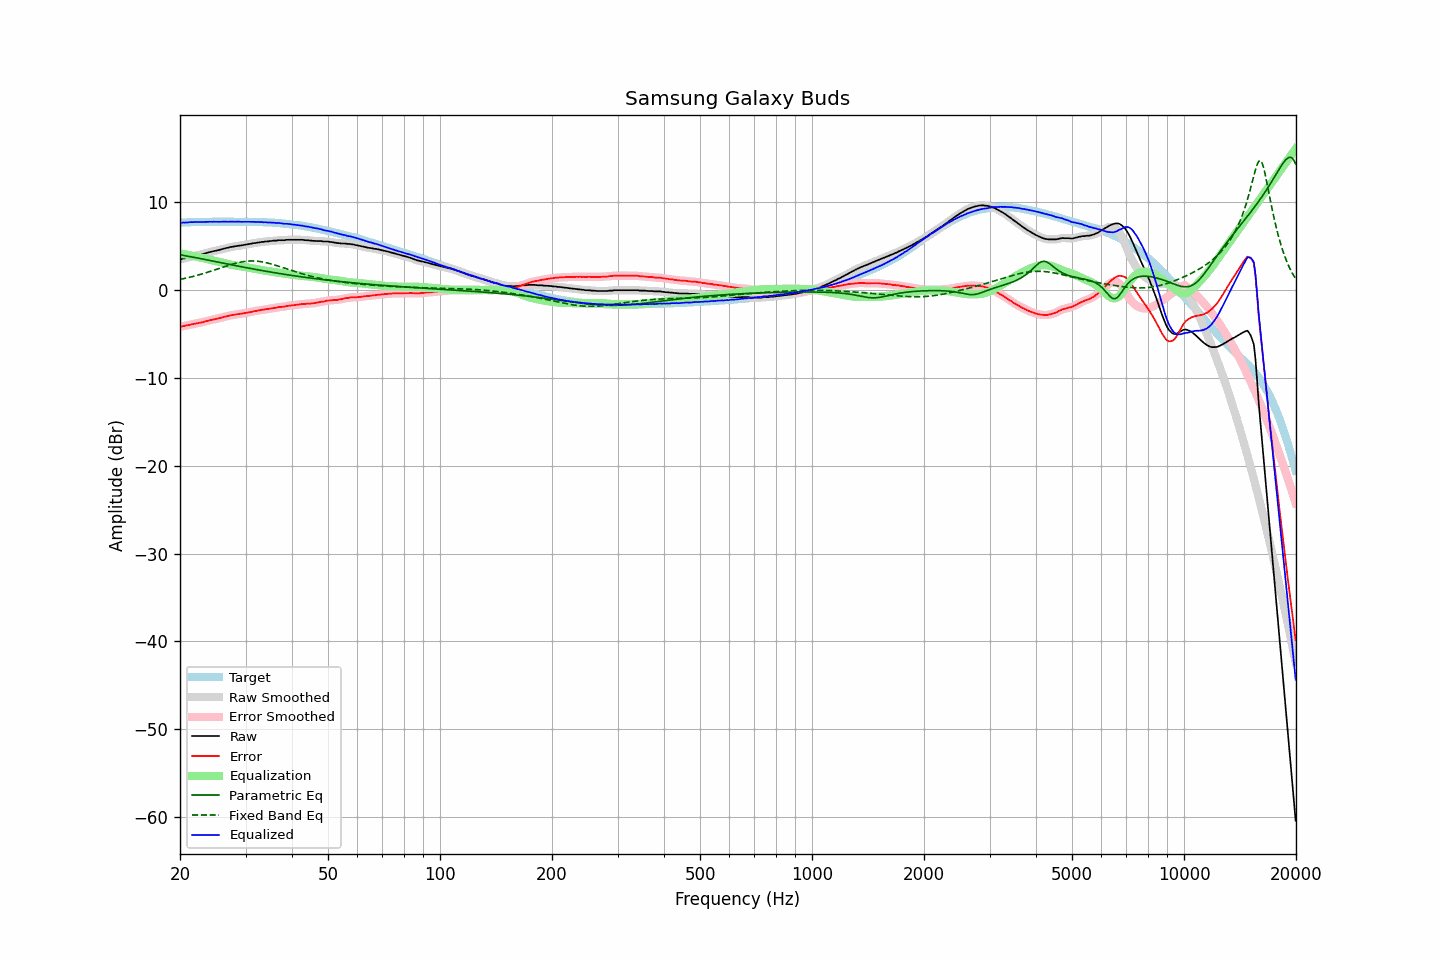 Samsung Galaxy Buds
Amplitude (dBr)
10
0
−10
−20
−30
−40
−50
−60
Target
Raw Smoothed
Error Smoothed
Raw
Error
Equalization
Parametric Eq
Fixed Band Eq
Equalized
20 50 100 200 500 1000 2000 5000 10000 20000
Frequency (Hz)